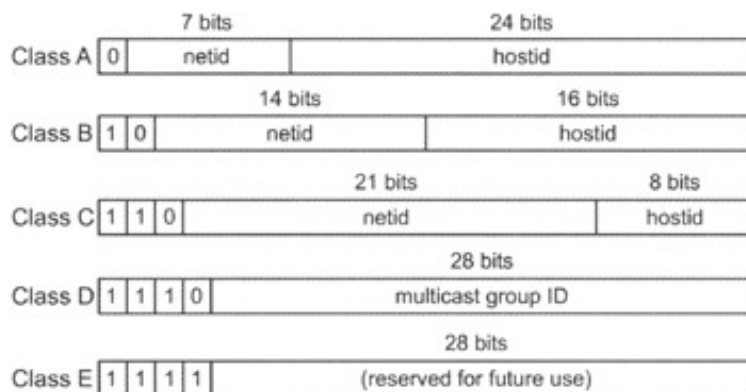 7 bits 24 bits
Class A 0 netid hostid
14 bits 16 bits
Class B 1 0 netid hostid
21 bits 8 bits
Class C 1 1 0 netid hostid
28 bits
Class D 1 1 1 0 multicast group ID
28 bits
Class E 1 1 1 1 (reserved for future use)